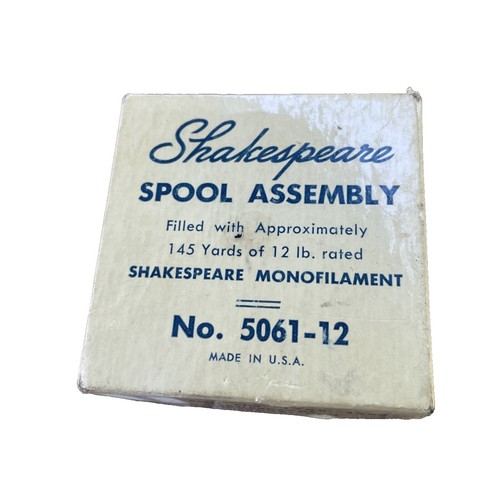 Shakespeare
SPOOL ASSEMBLY
Filled with Approximately
145 Yards of 12 lb. rated
SHAKESPEARE MONOFILAMENT
No. 5061-12
MADE IN U.S.A.